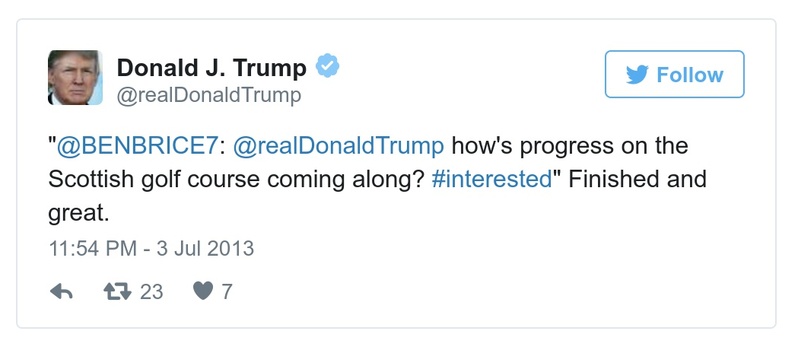 Donald J. Trump
@realDonaldTrump
Follow
"@BENBRICE7: @realDonaldTrump how's progress on the
Scottish golf course coming along? #interested" Finished and
great.
11:54 PM - 3 Jul 2013
23 7